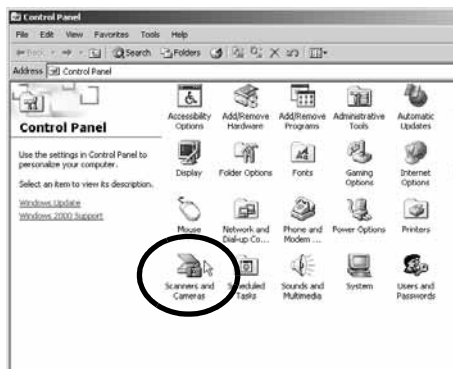 Control Panel
File Edit View Favorites Tools Help
Back Search Folders
Address Control Panel
Control Panel
Use the settings in Control Panel to
personalize your computer.
Select an item to view its description.
Windows Update
Windows 2000 Support
Accessibility Options
Add/Remove Hardware
Add/Remove Programs
Administrative Tools
Automatic Updates
Display
Folder Options
Fonts
Gaming Options
Internet Options
Mouse
Network and Dial-up Co...
Phone and Modem ...
Power Options
Printers
Scanners and Cameras
Scheduled Tasks
Sounds and Multimedia
System
Users and Passwords